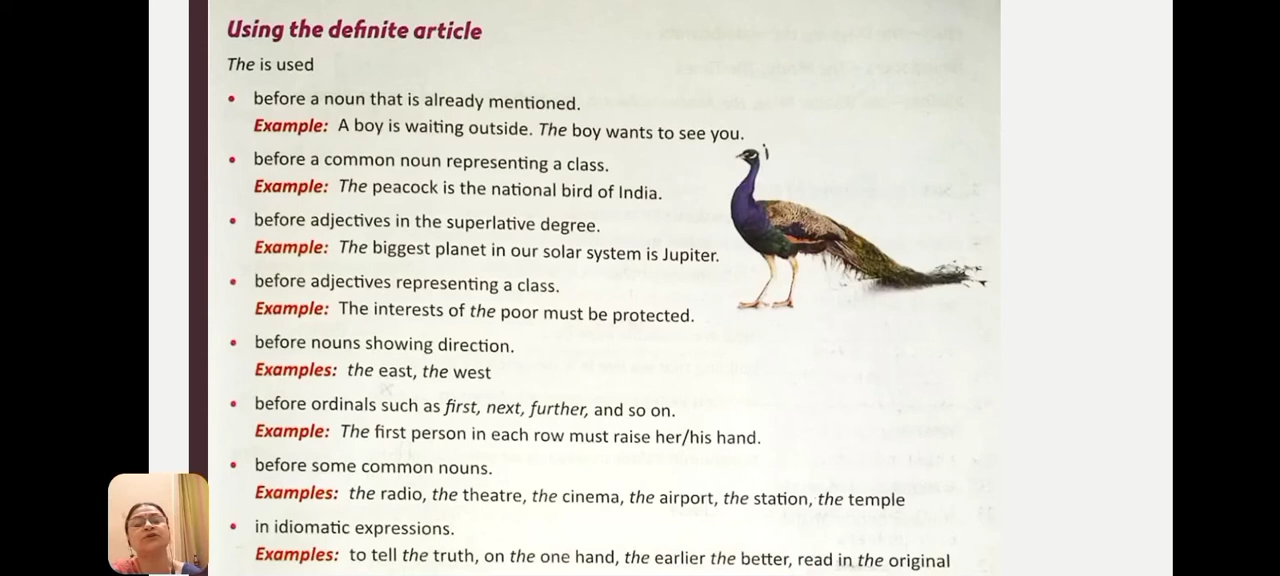 Using the definite article
The is used
• before a noun that is already mentioned.
Example: A boy is waiting outside. The boy wants to see you.
• before a common noun representing a class.
Example: The peacock is the national bird of India.
• before adjectives in the superlative degree.
Example: The biggest planet in our solar system is Jupiter.
• before adjectives representing a class.
Example: The interests of the poor must be protected.
• before nouns showing direction.
Examples: the east, the west
• before ordinals such as first, next, further, and so on.
Example: The first person in each row must raise her/his hand.
• before some common nouns.
Examples: the radio, the theatre, the cinema, the airport, the station, the temple
• in idiomatic expressions.
Examples: to tell the truth, on the one hand, the earlier the better, read in the original